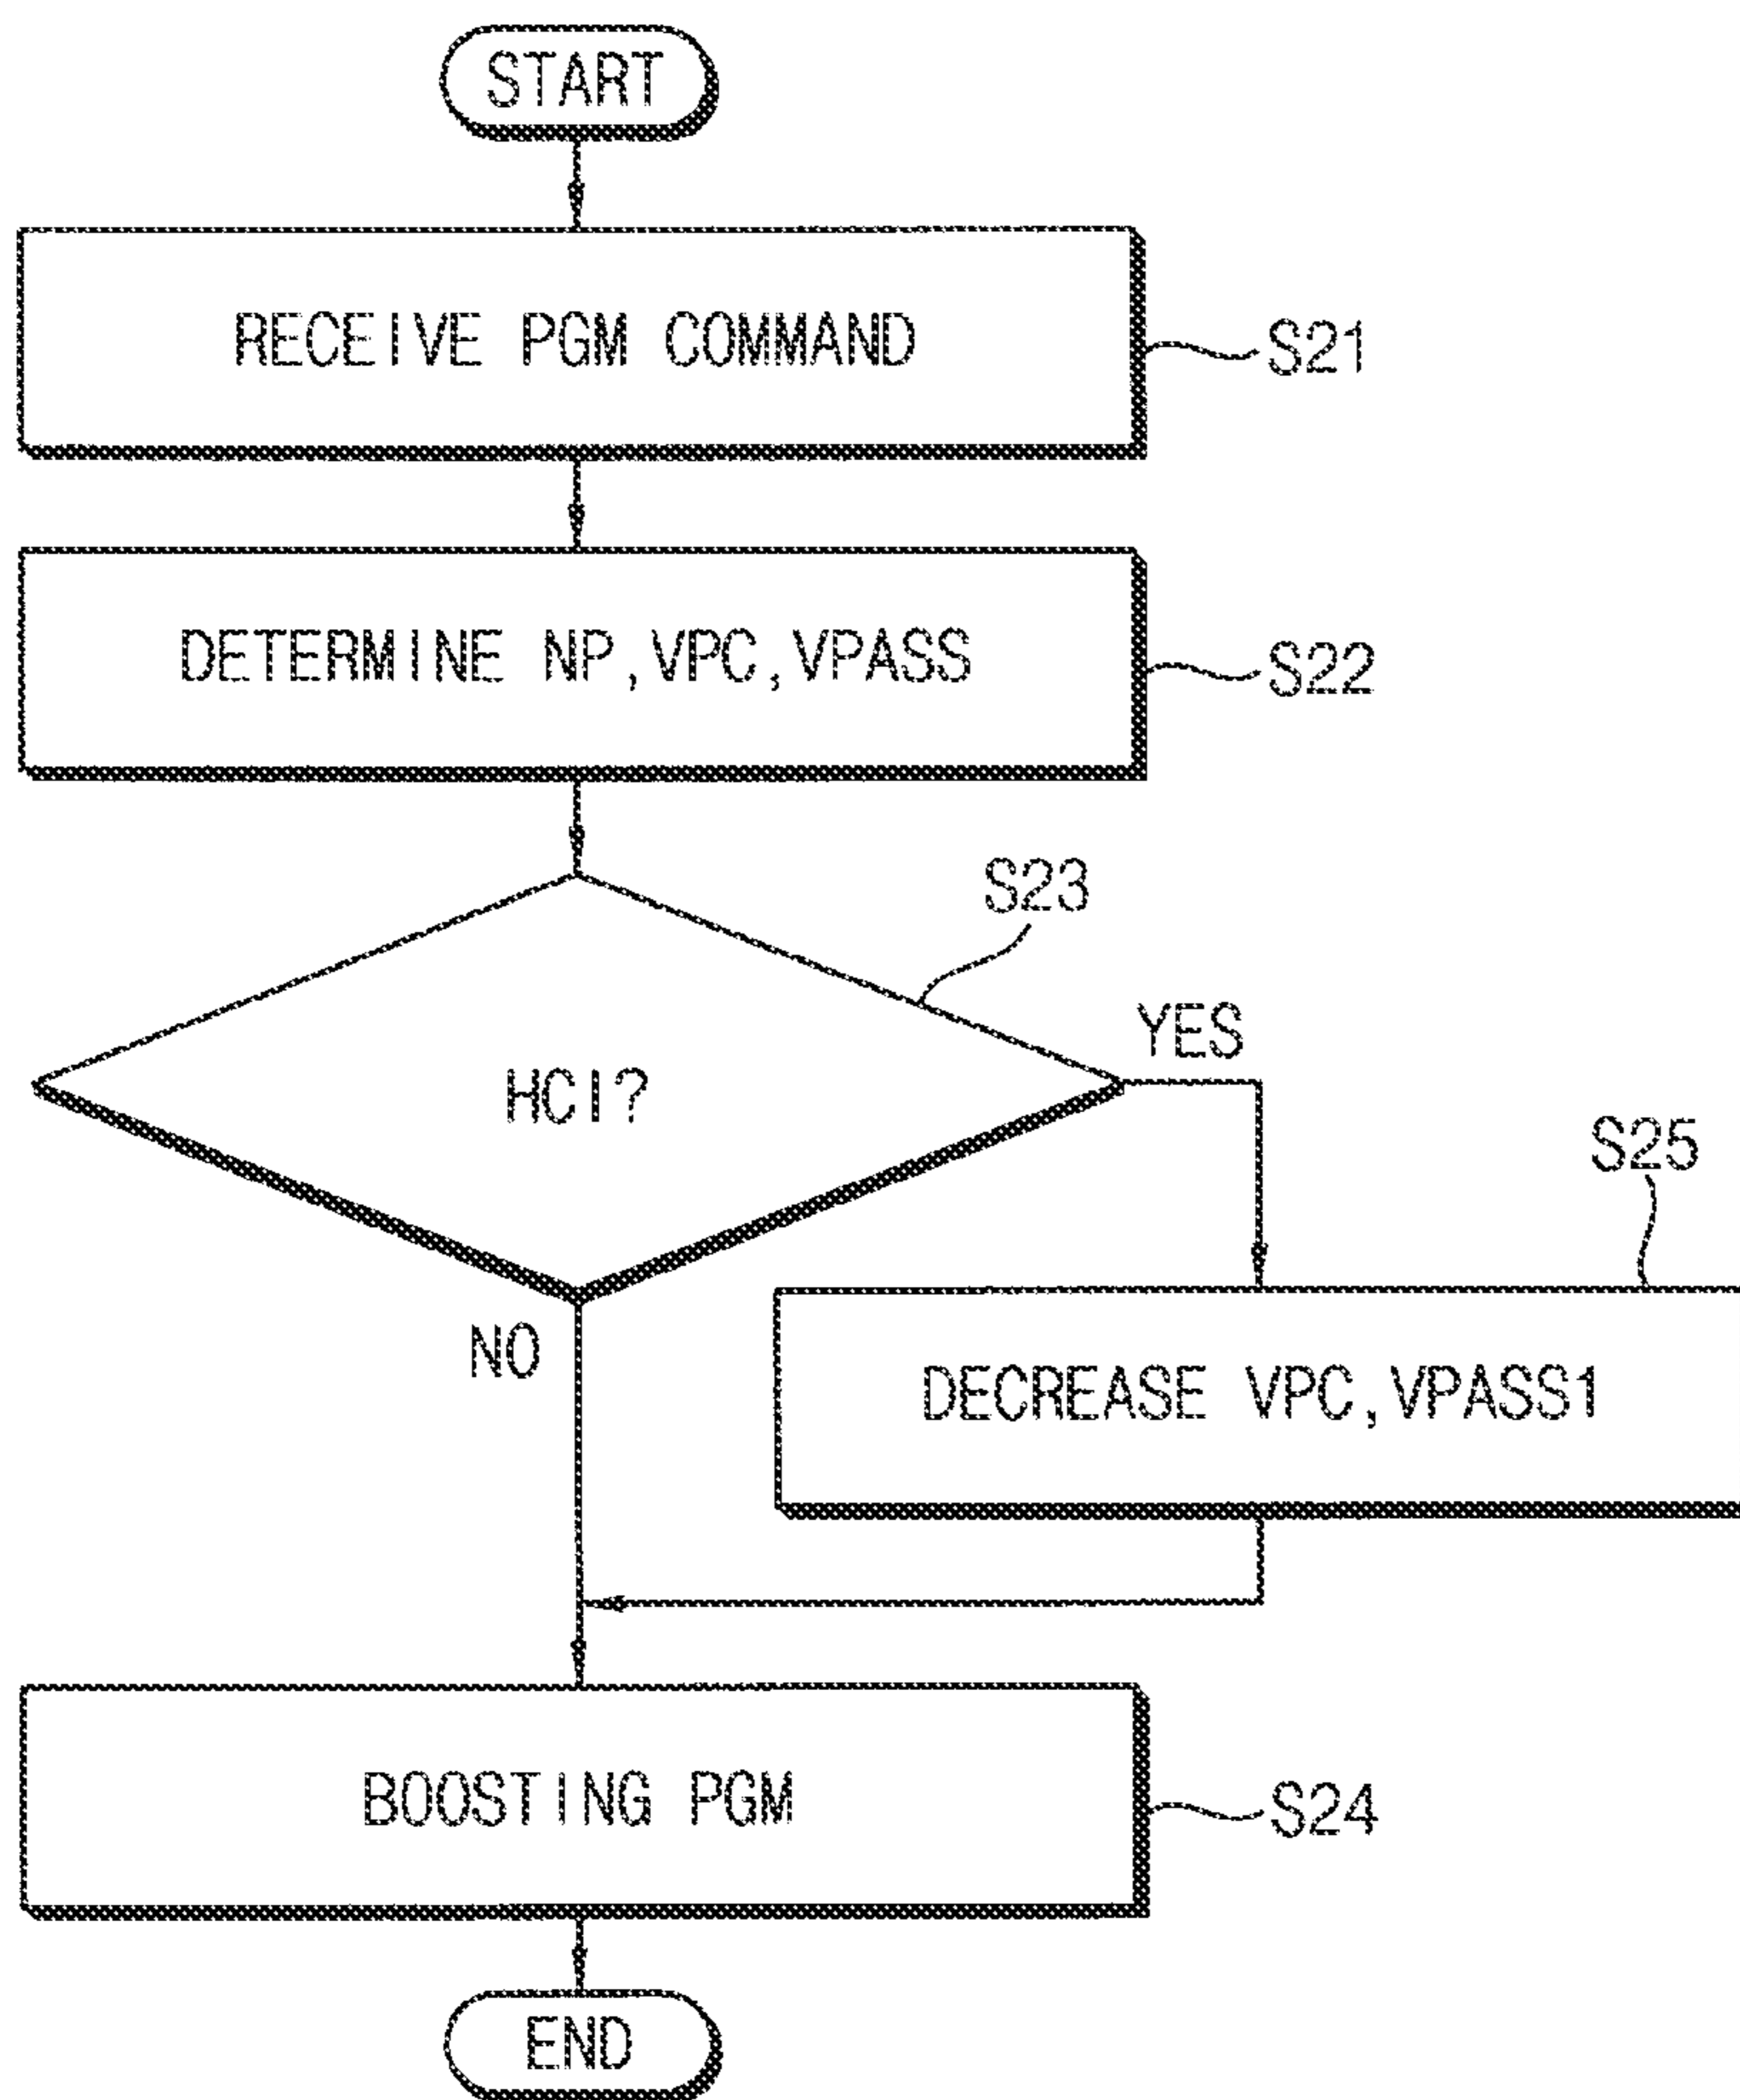 START
RECEIVE PGM COMMAND
S21
DETERMINE NP,VPC,VPASS
S22
S23
HCI?
YES
NO
S25
DECREASE VPC,VPASS1
BOOSTING PGM
S24
END